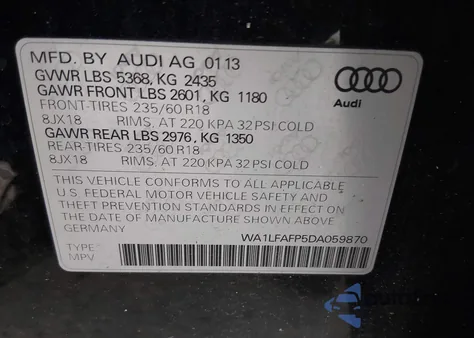 MFD. BY AUDI AG 01 13
GVWR LBS 5368, KG 2435
GAWR FRONT LBS 2601, KG 1180
FRONT-TIRES 235/60 R18
8JX18 RIMS, AT 220 KPA 32 PSI COLD
GAWR REAR LBS 2976, KG 1350
REAR-TIRES 235/60 R18
8JX18 RIMS, AT 220 KPA 32 PSI COLD
Audi
THIS VEHICLE CONFORMS TO ALL APPLICABLE
U.S. FEDERAL MOTOR VEHICLE SAFETY AND
THEFT PREVENTION STANDARDS IN EFFECT ON
THE DATE OF MANUFACTURE SHOWN ABOVE
GERMANY
WA1LFAFP5DA059870
TYPE:
MPV